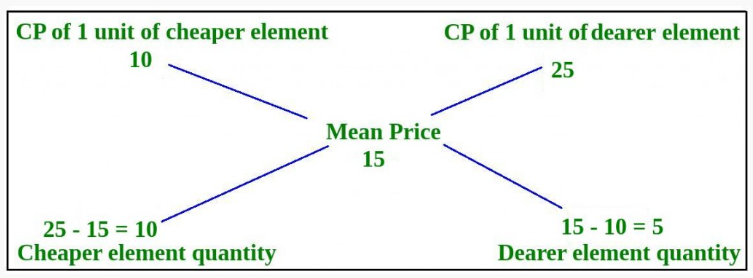 CP of 1 unit of cheaper element
10
CP of 1 unit of dearer element
25
Mean Price
15
25 - 15 = 10
Cheaper element quantity
15 - 10 = 5
Dearer element quantity